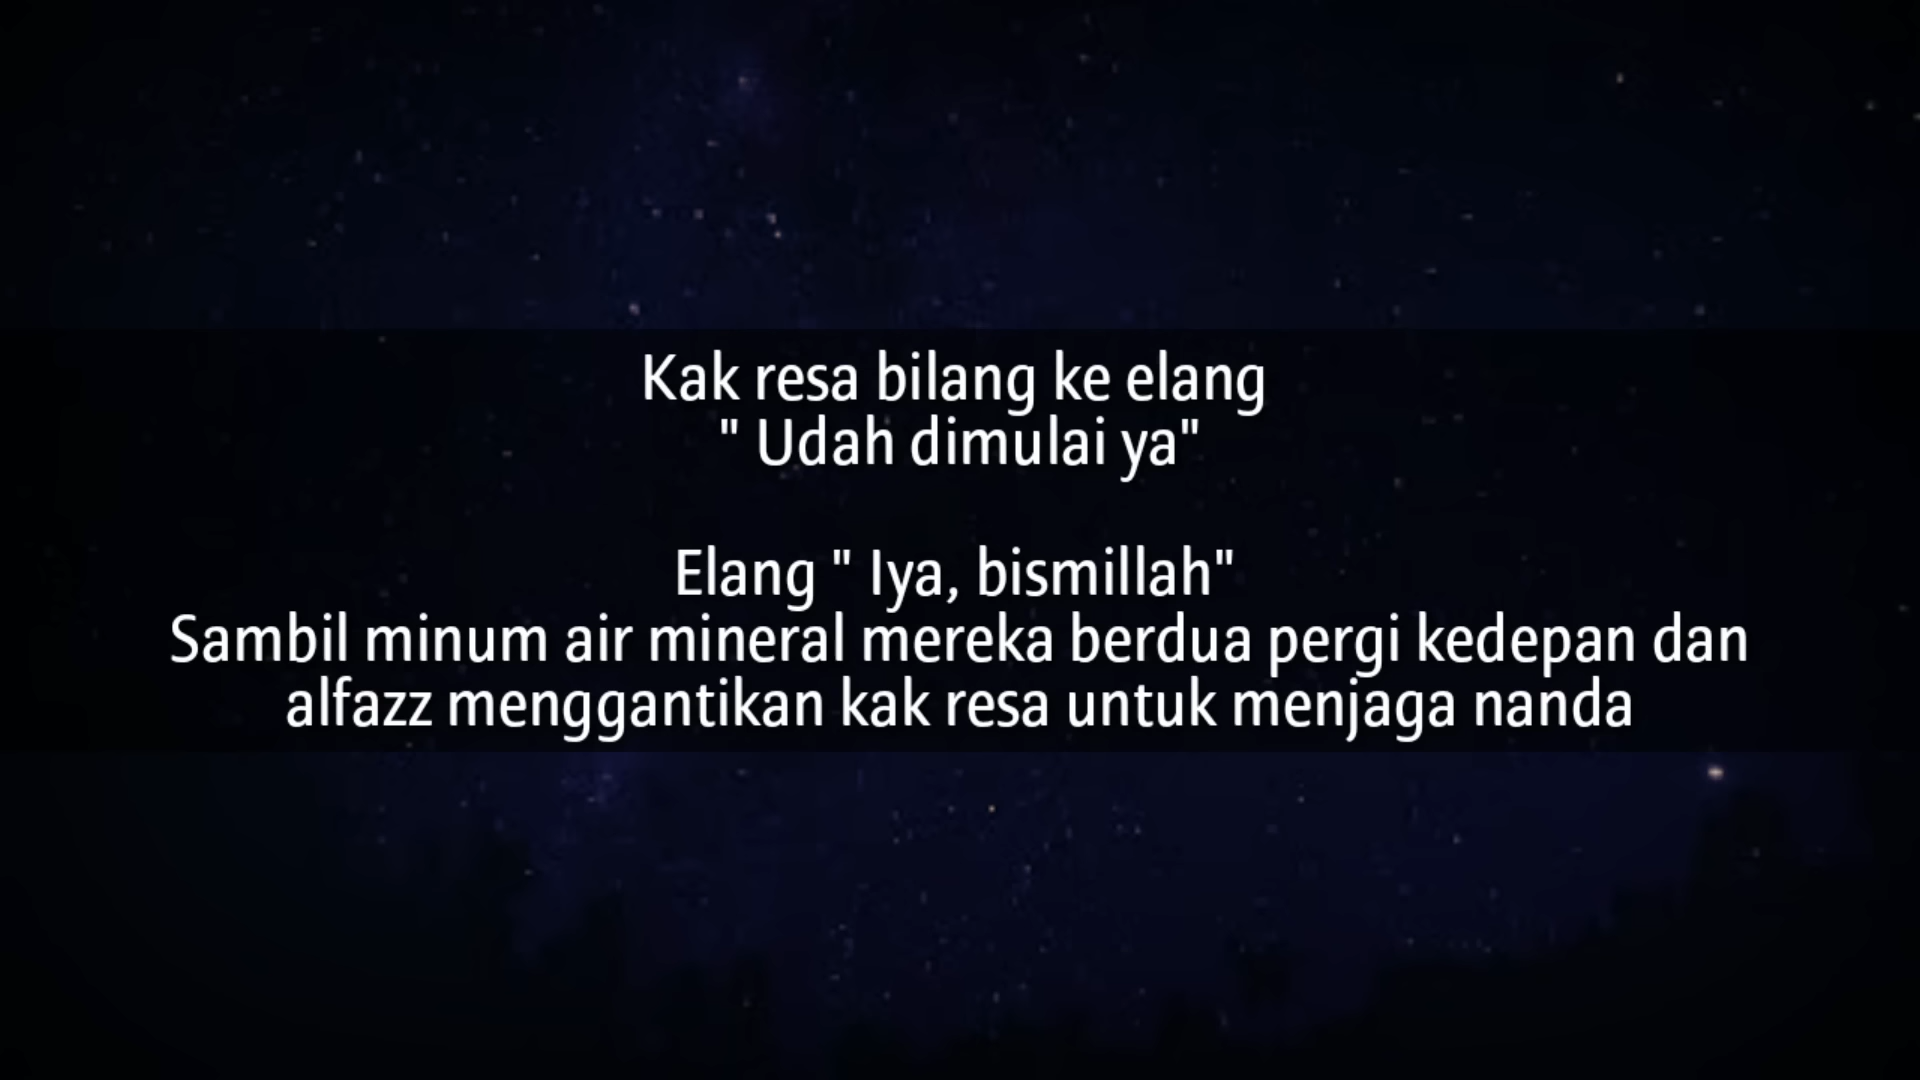 Kak resa bilang ke elang
" Udah dimulai ya"
Elang " Iya, bismillah"
Sambil minum air mineral mereka berdua pergi kedepan dan
alfazz menggantikan kak resa untuk menjaga nanda